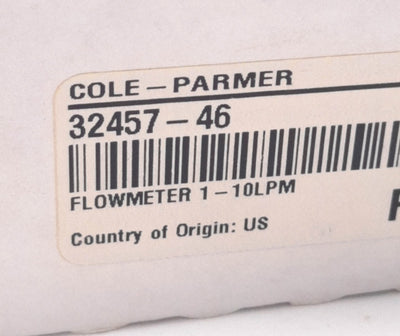 COLE-PARMER
32457-46
FLOWMETER 1-10LPM
Country of Origin: US